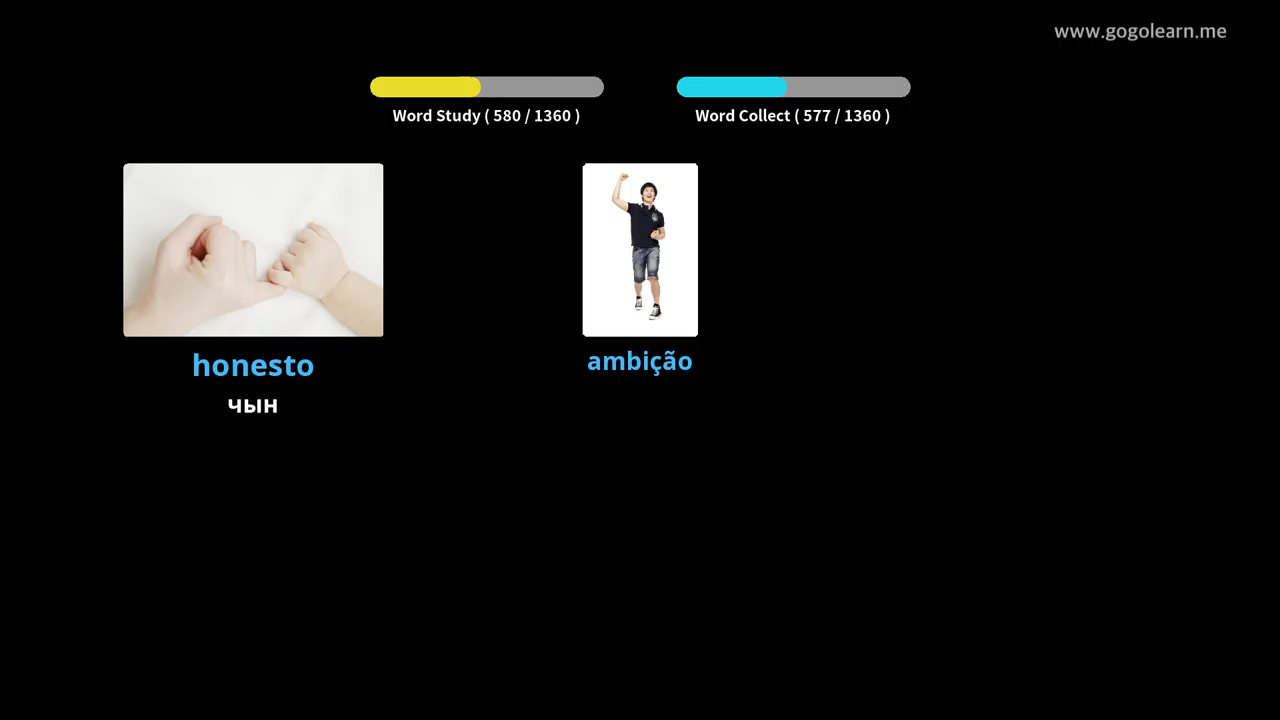 www.gogolearn.me
Word Study ( 580 / 1360 )
Word Collect ( 577 / 1360 )
honesto
чын
ambição